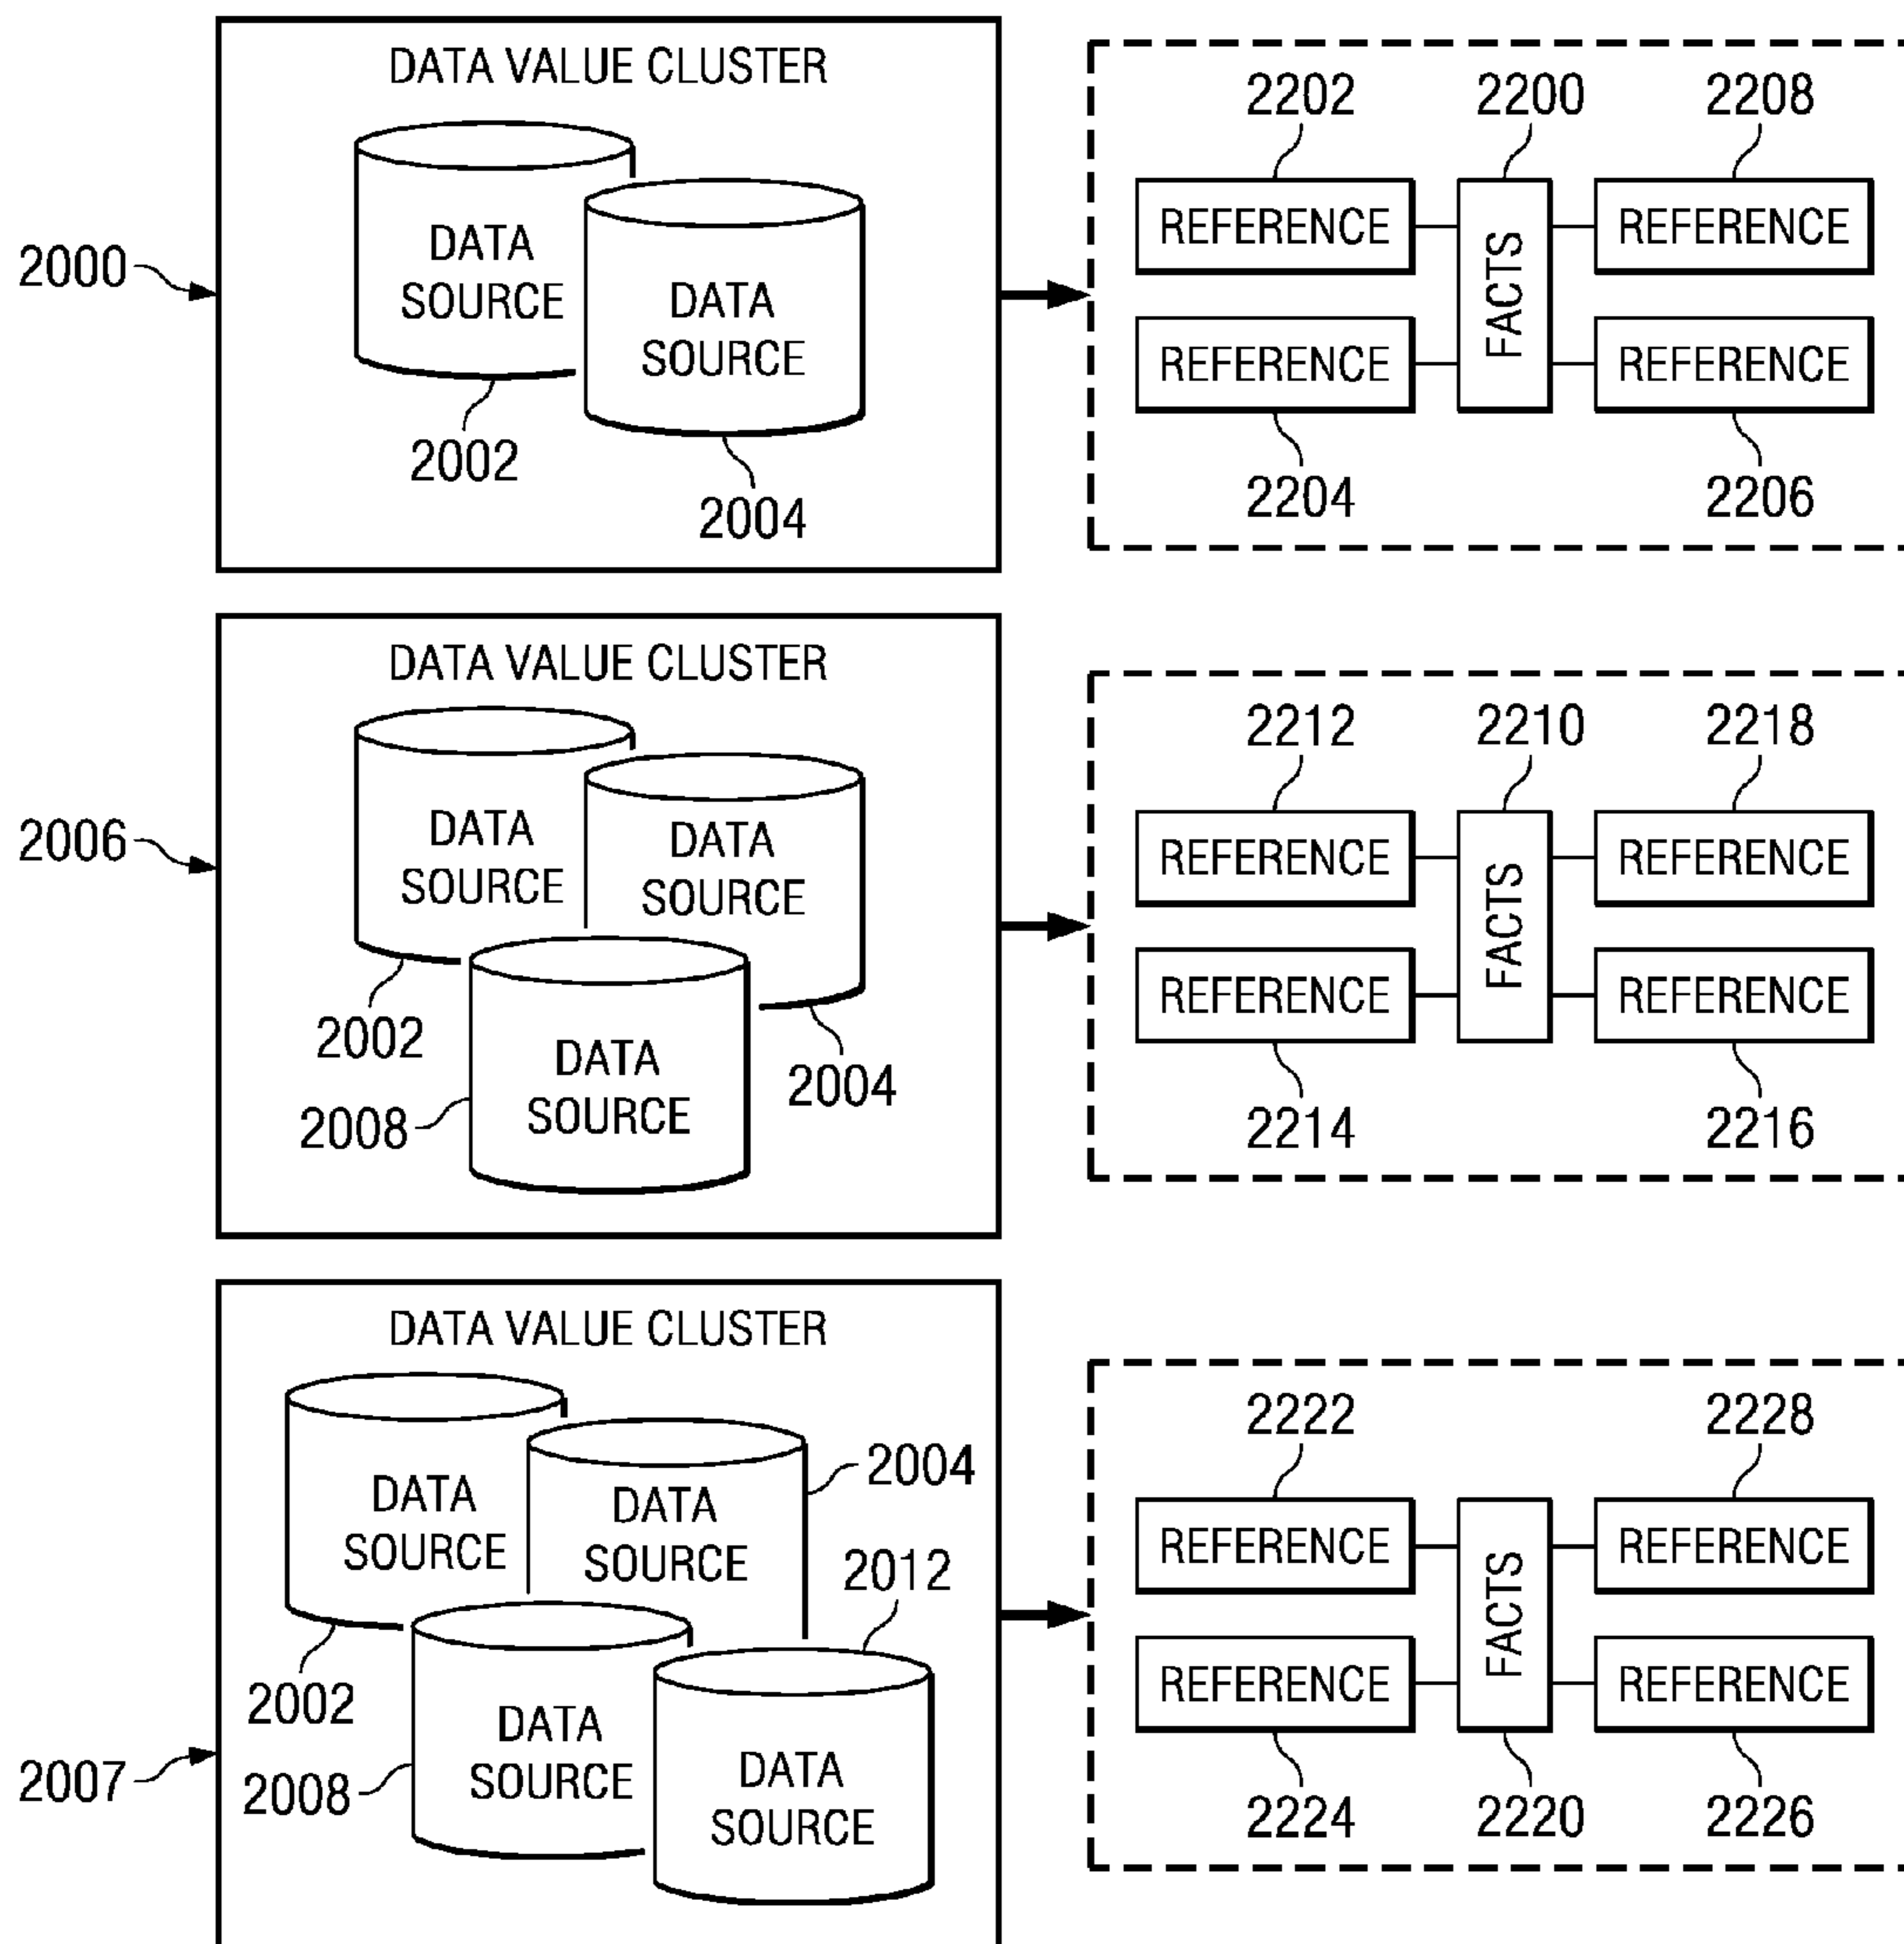 DATA VALUE CLUSTER
DATA
SOURCE
DATA
SOURCE
2000
2002
2004
2202
2200
2208
REFERENCE
FACTS
REFERENCE
REFERENCE
REFERENCE
2204
2206
DATA VALUE CLUSTER
DATA
SOURCE
DATA
SOURCE
2006
2002
DATA
SOURCE
2004
2008
2212
2210
2218
REFERENCE
FACTS
REFERENCE
REFERENCE
REFERENCE
2214
2216
DATA VALUE CLUSTER
2004
DATA
SOURCE
DATA
SOURCE
2012
2002
DATA
SOURCE
2007
2008
DATA
SOURCE
2222
2228
REFERENCE
FACTS
REFERENCE
REFERENCE
REFERENCE
2224
2220
2226